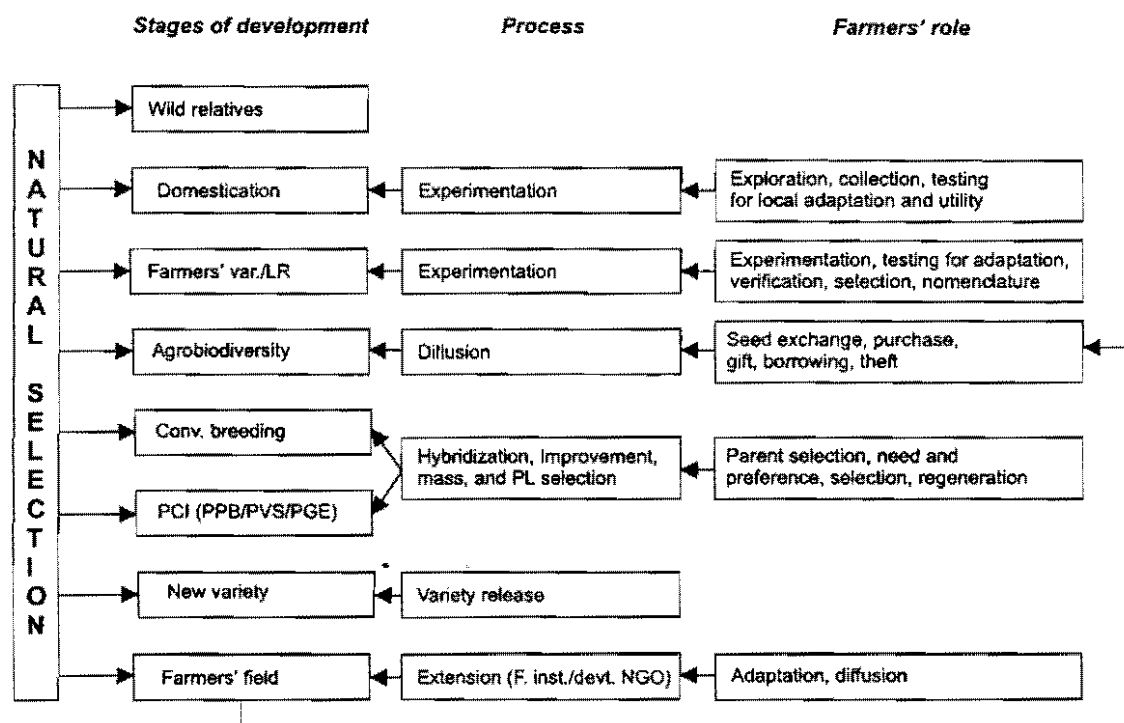 Stages of development
Process
Farmers' role
NATURAL SELECTION
Wild relatives
Domestication
Experimentation
Exploration, collection, testing
for local adaptation and utility
Farmers' var./LR
Experimentation
Experimentation, testing for adaptation,
verification, selection, nomenclature
Agrobiodiversity
Diffusion
Seed exchange, purchase,
gift, borrowing, theft
Conv. breeding
Hybridization, Improvement,
mass, and PL selection
Parent selection, need and
preference, selection, regeneration
PCI (PPB/PVS/PGE)
New variety
Variety release
Farmers' field
Extension (F. inst./devt. NGO)
Adaptation, diffusion